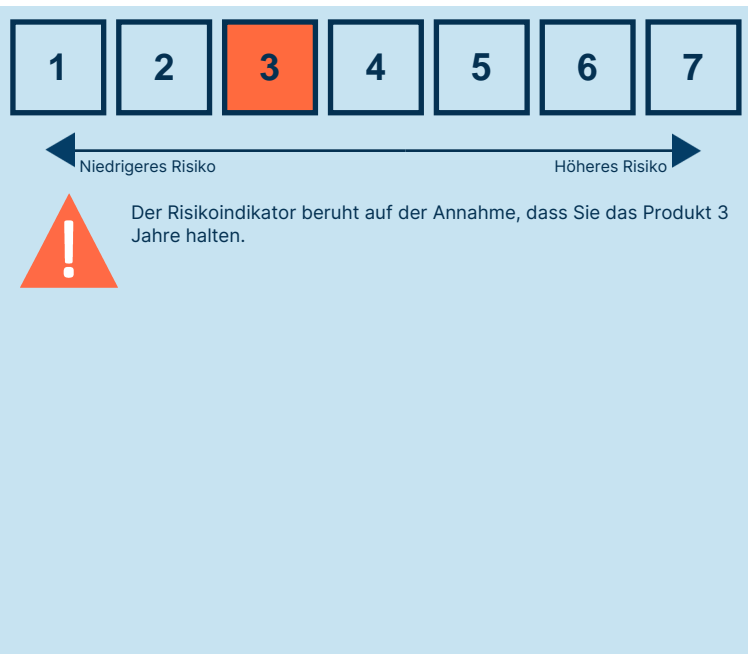 1 2 3 4 5 6 7
Niedrigeres Risiko Höheres Risiko
!
Der Risikoindikator beruht auf der Annahme, dass Sie das Produkt 3
Jahre halten.